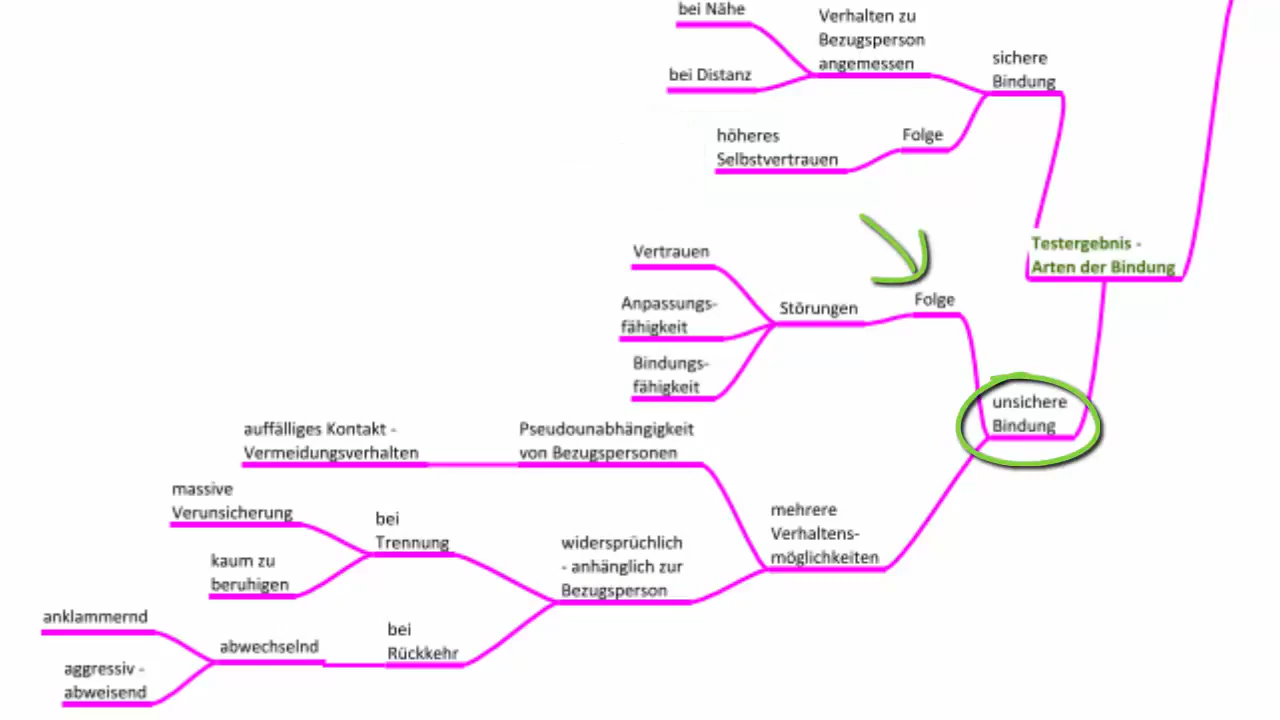 bei Nähe
Verhalten zu
Bezugsperson
angemessen
sichere
Bindung
bei Distanz
höheres
Selbstvertrauen
Folge
Testergebnis -
Arten der Bindung
Vertrauen
Anpassungs-
fähigkeit
Bindungs-
fähigkeit
Störungen
Folge
unsichere
Bindung
auffälliges Kontakt -
Vermeidungsverhalten
Pseudounabhängigkeit
von Bezugspersonen
massive
Verunsicherung
bei
Trennung
kaum zu
beruhigen
widersprüchlich
- anhänglich zur
Bezugsperson
mehrere
Verhaltens-
möglichkeiten
anklammernd
abwechselnd
bei
Rückkehr
aggressiv -
abweisend